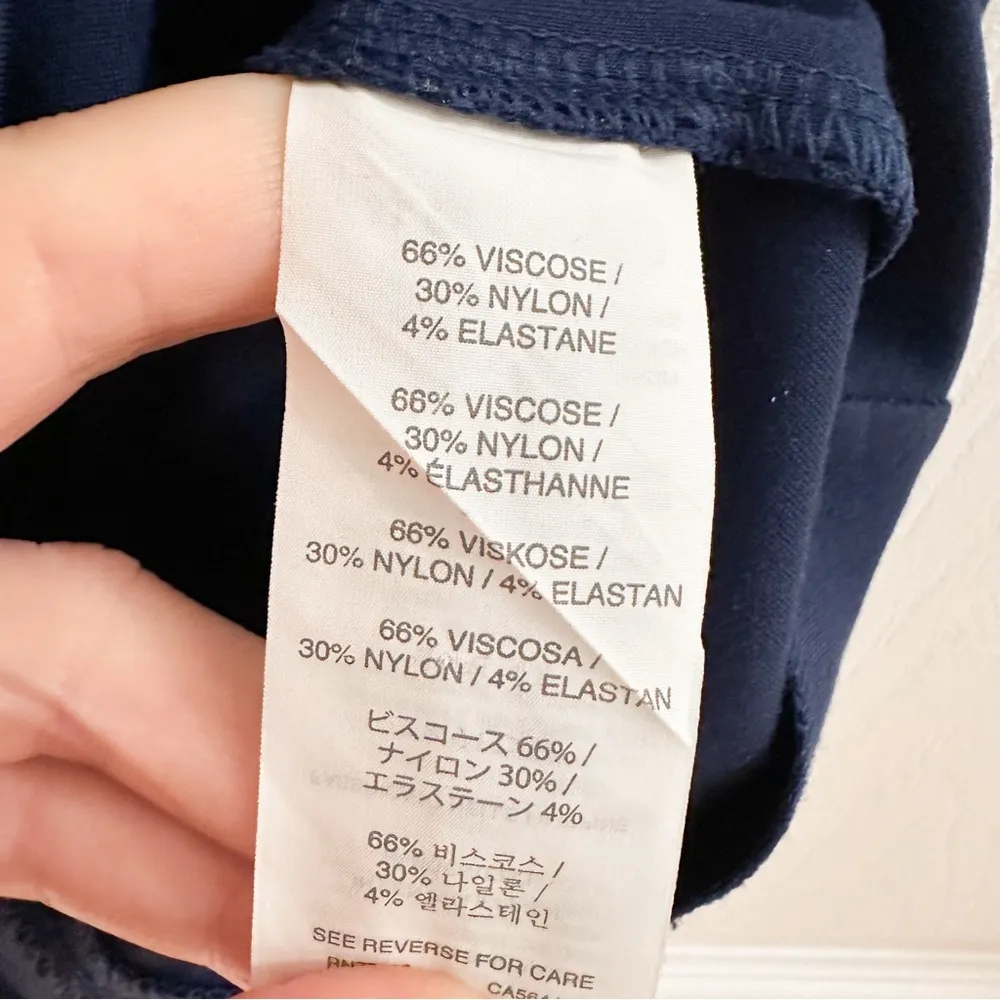 66% VISCOSE /
30% NYLON /
4% ELASTANE
66% VISCOSE /
30% NYLON /
4% ÉLASTHANNE
66% VISKOSE /
30% NYLON / 4% ELASTAN
66% VISCOSA /
30% NYLON / 4% ELASTAN
ビスコース 66% /
ナイロン 30% /
エラステーン 4%
66% 비스코스 /
30% 나일론 /
4% 엘라스테인
SEE REVERSE FOR CARE